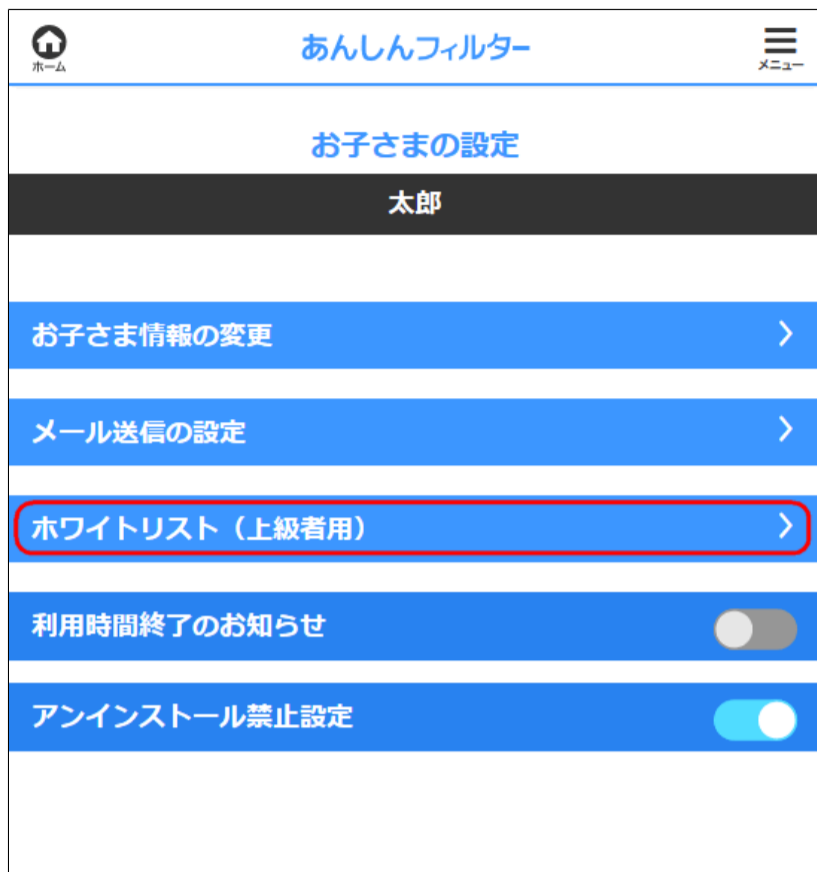 ホーム
あんしんフィルター
メニュー
お子さまの設定
太郎
お子さま情報の変更
メール送信の設定
ホワイトリスト（上級者用）
利用時間終了のお知らせ
アンインストール禁止設定